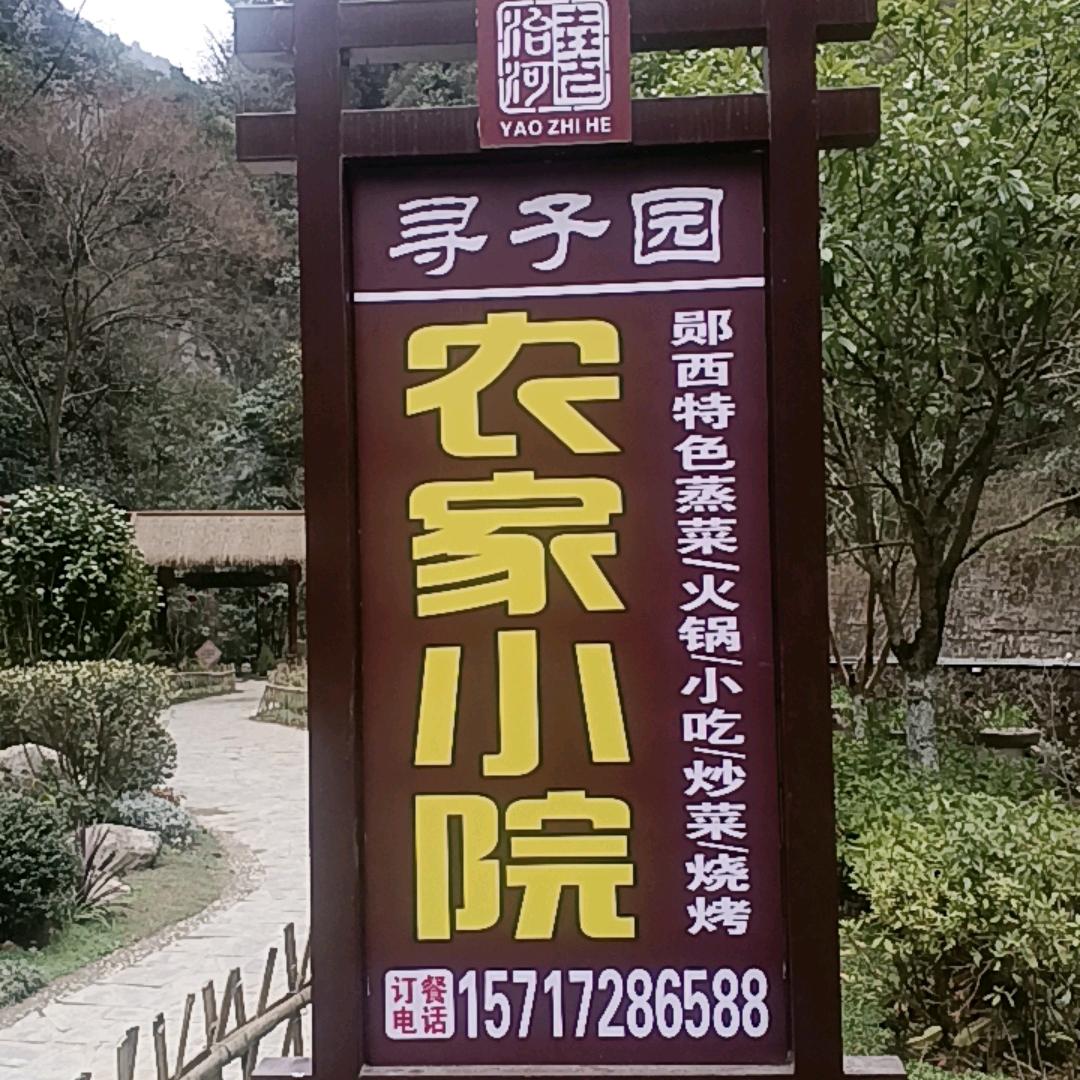 尧治河
YAO ZHI HE
寻子园
农家小院
郧西特色蒸菜/火锅/小吃/炒菜/烧烤
订餐电话
15717286588